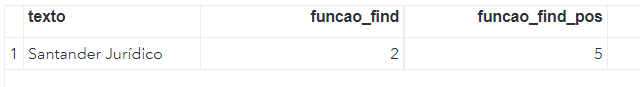 texto funcao_find funcao_find_pos
1 Santander Jurídico 2 5